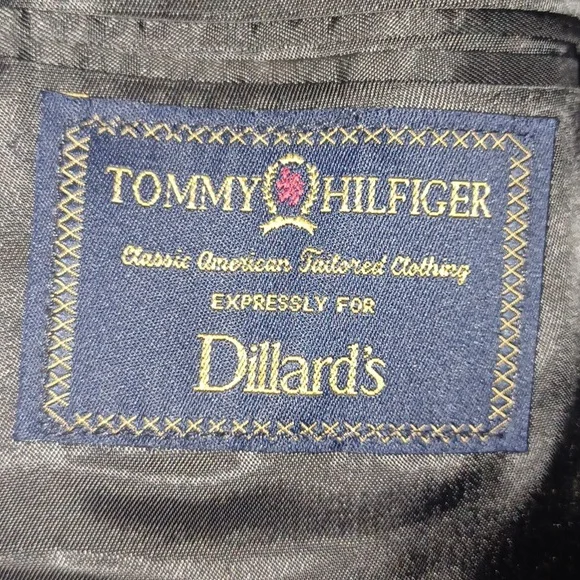 TOMMY HILFIGER
Classic American Tailored Clothing
EXPRESSLY FOR
Dillard's